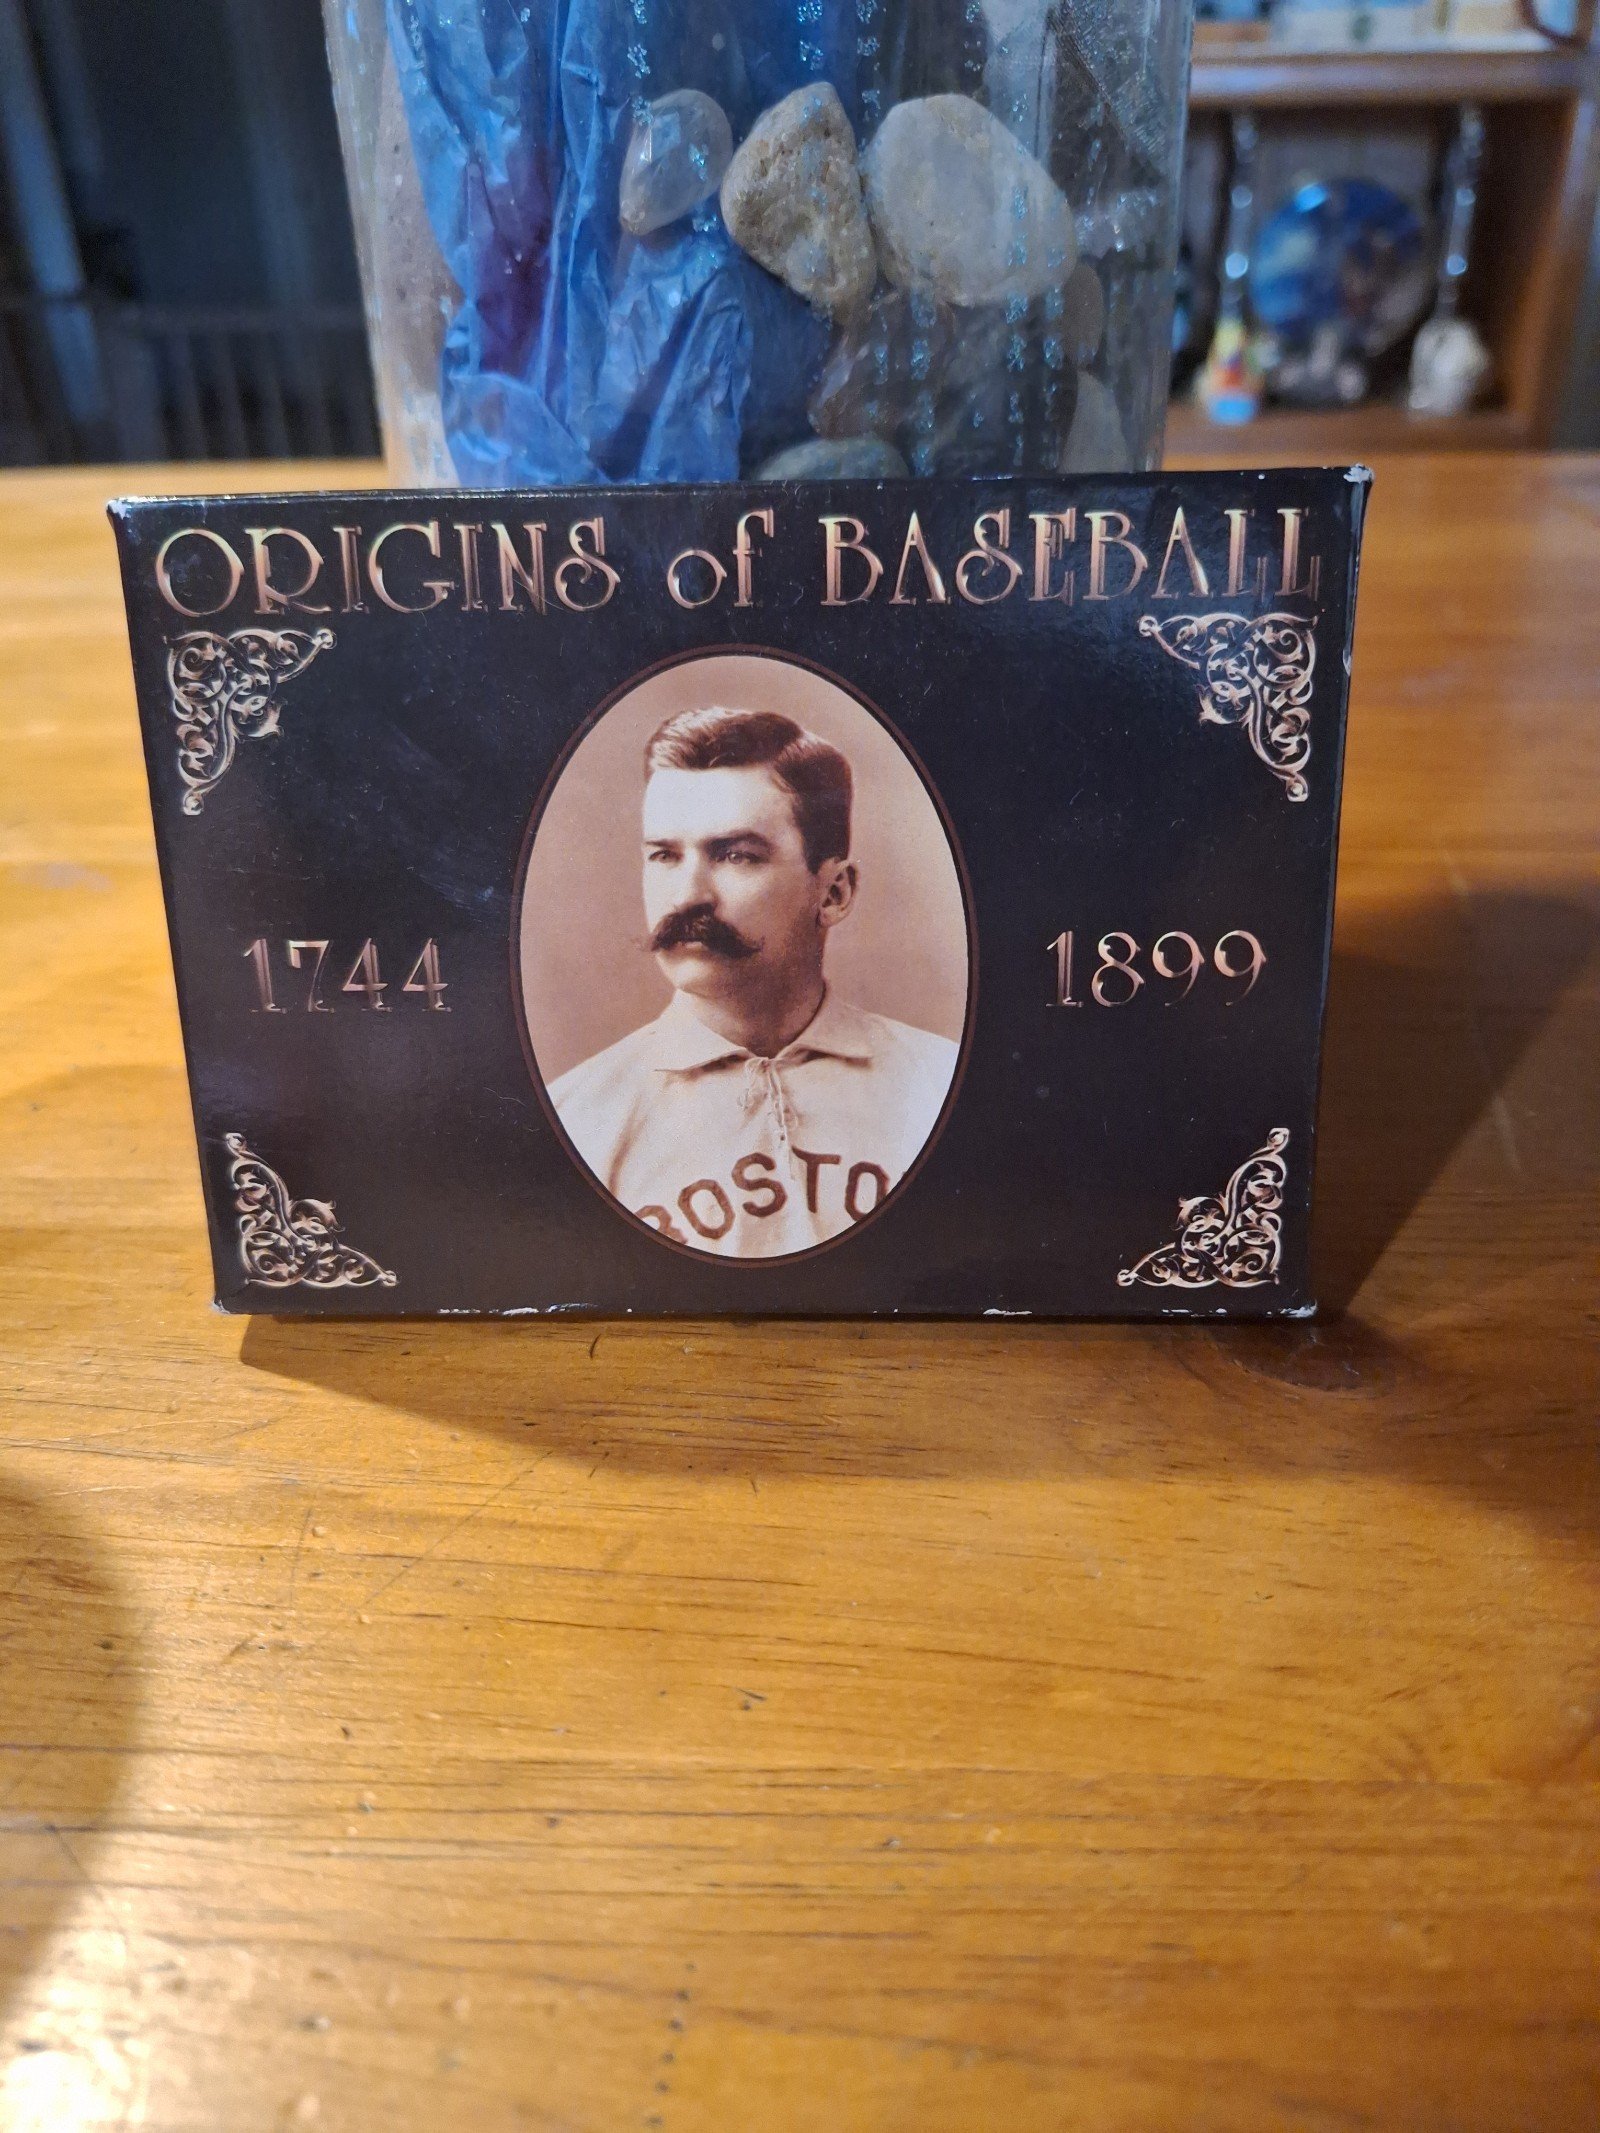 ORIGINS of BASEBALL
1744
1899
BOSTO